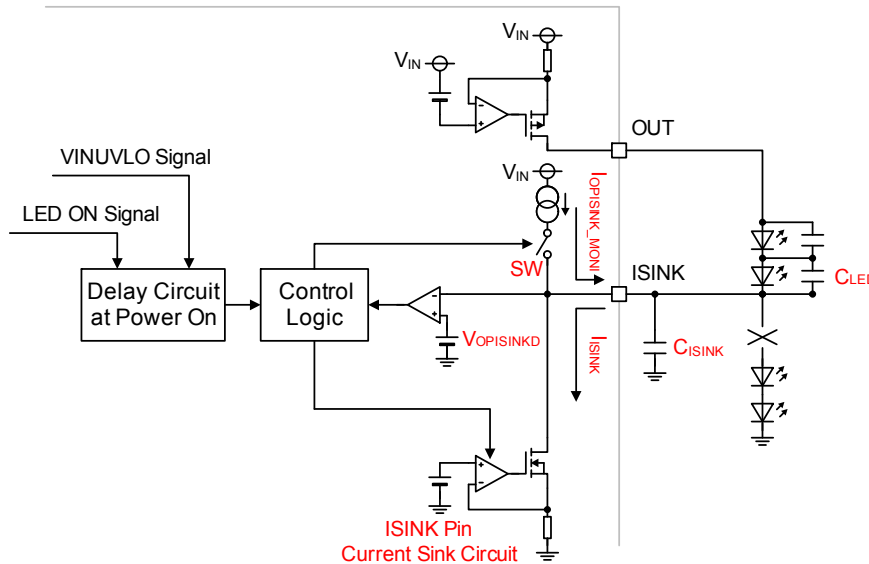 VIN
VIN
OUT
VINUVLO Signal
LED ON Signal
VIN
IOPISINK_MONI
SW
ISINK
CLED
Delay Circuit
at Power On
Control
Logic
VOPISINKD
IISINK
CISINK
ISINK Pin
Current Sink Circuit